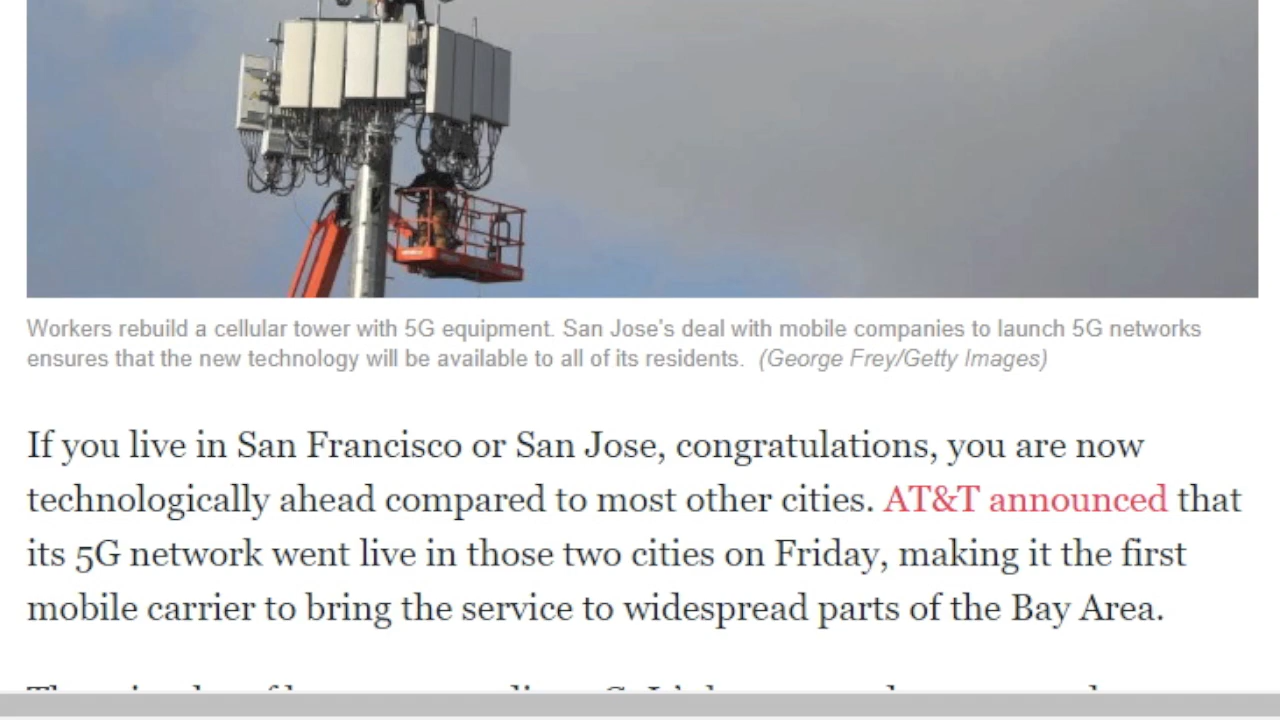 Workers rebuild a cellular tower with 5G equipment. San Jose's deal with mobile companies to launch 5G networks
ensures that the new technology will be available to all of its residents. (George Frey/Getty Images)
If you live in San Francisco or San Jose, congratulations, you are now
technologically ahead compared to most other cities. AT&T announced that
its 5G network went live in those two cities on Friday, making it the first
mobile carrier to bring the service to widespread parts of the Bay Area.